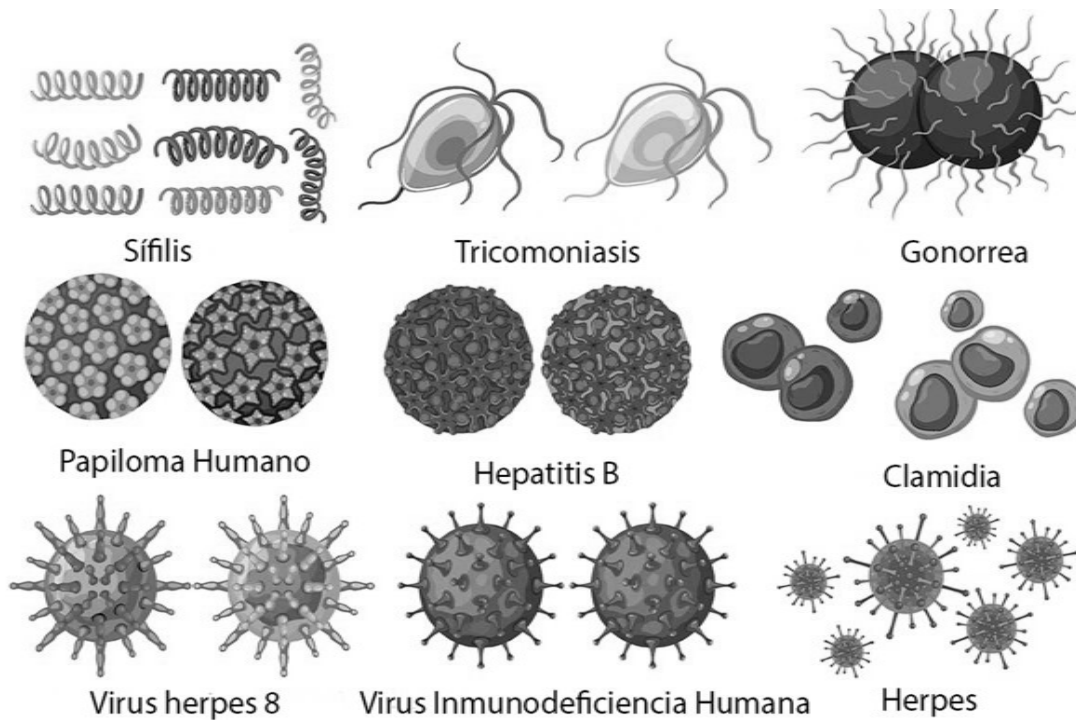 Sífilis
Tricomoniasis
Gonorrea
Papiloma Humano
Hepatitis B
Clamidia
Virus herpes 8
Virus Inmunodeficiencia Humana
Herpes